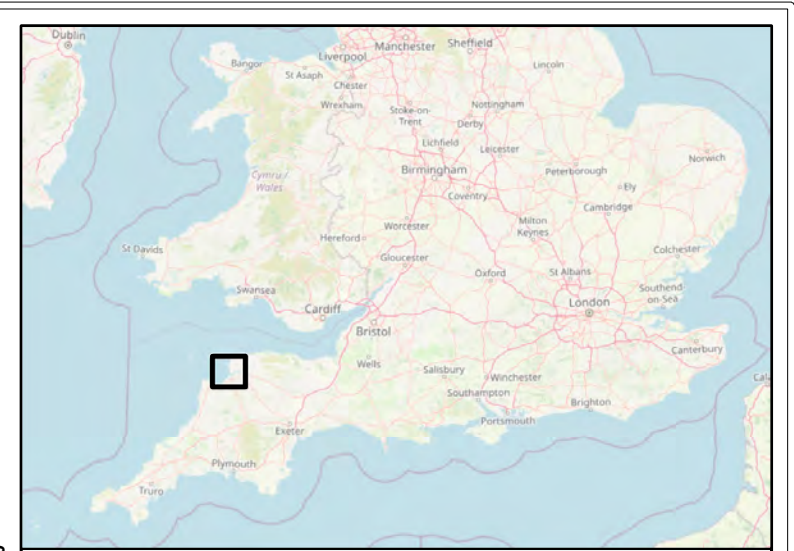 Dublin
Manchester
Sheffield
Liverpool
Bangor
St Asaph
Chester
Lincoln
Wrexham
Stoke-on-
Trent
Nottingham
Derby
Lichfield
Leicester
Norwich
Peterborough
Birmingham
Cymru /
Wales
Ely
Coventry
Cambridge
Worcester
Milton
Keynes
Hereford
St Davids
Gloucester
Colchester
Oxford
St Albans
Swansea
Southend
on-Sea
Cardiff
London
Bristol
Canterbury
Wells
Salisbury
Winchester
Cal
Southampton
Brighton
Portsmouth
Exeter
Plymouth
Truro